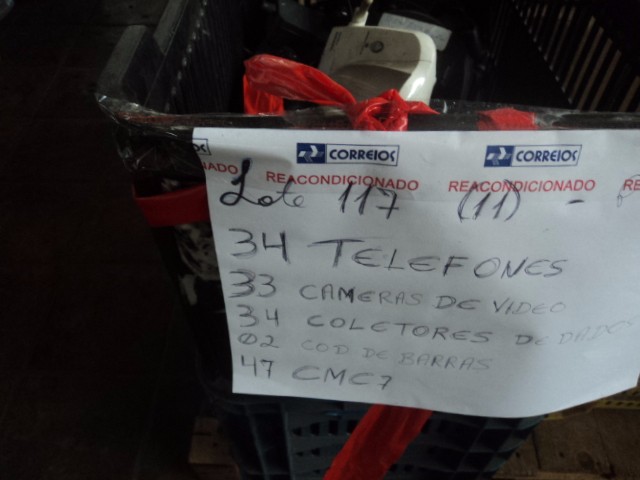 CORREIOS CORREIOS
REACONDICIONADO REACONDICIONADO
Lote 117 (11) -
34 TELEFONES
33 CAMERAS DE VIDEO
34 COLETORES DE DADOS
02 COD DE BARRAS
47 CMC7